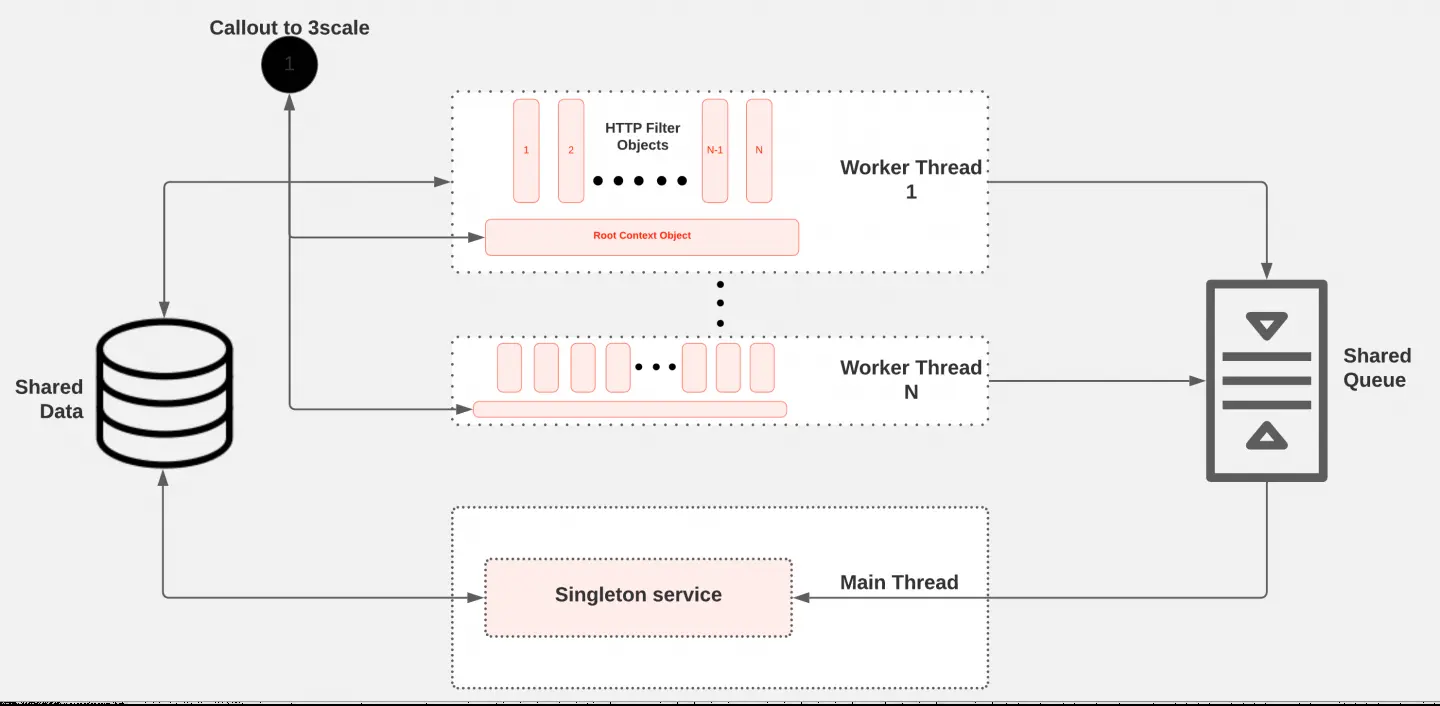 Callout to 3scale
1
HTTP Filter
Objects
1
2
N-1
N
Worker Thread
1
Root Context Object
Worker Thread
N
Shared
Data
Shared
Queue
Singleton service
Main Thread